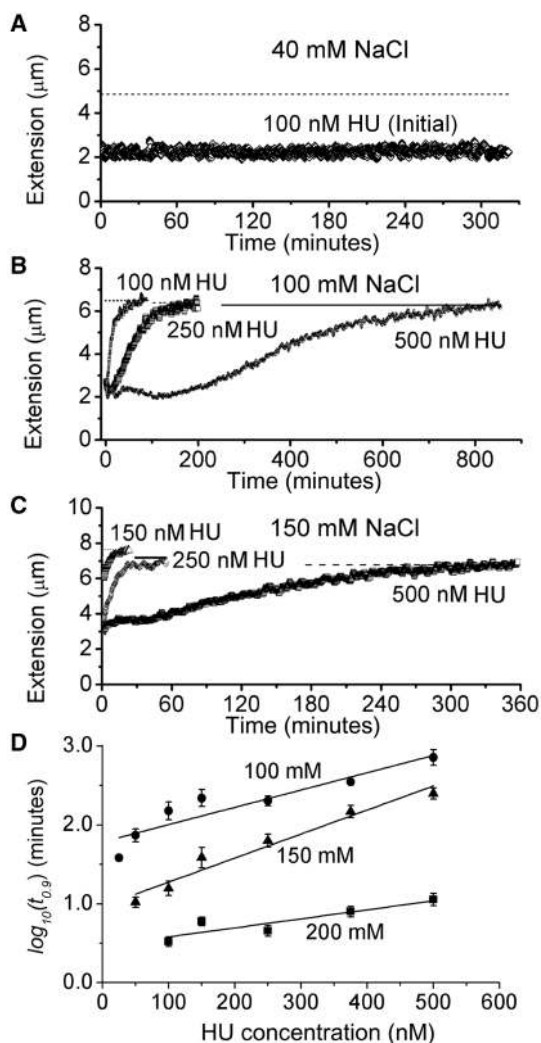 A
8
6
4
2
0
Extension (μm)
40 mM NaCl
100 nM HU (Initial)
0 60 120 180 240 300
Time (minutes)
B
8
6
4
2
0
Extension (μm)
100 nM HU
100 mM NaCl
250 nM HU
500 nM HU
0 200 400 600 800
Time (minutes)
C
10
8
6
4
2
0
Extension (μm)
150 nM HU
150 mM NaCl
250 nM HU
500 nM HU
0 60 120 180 240 300 360
Time (minutes)
D
3.0
2.0
1.0
0.0
log10(t0.9) (minutes)
100 mM
150 mM
200 mM
0 100 200 300 400 500 600
HU concentration (nM)